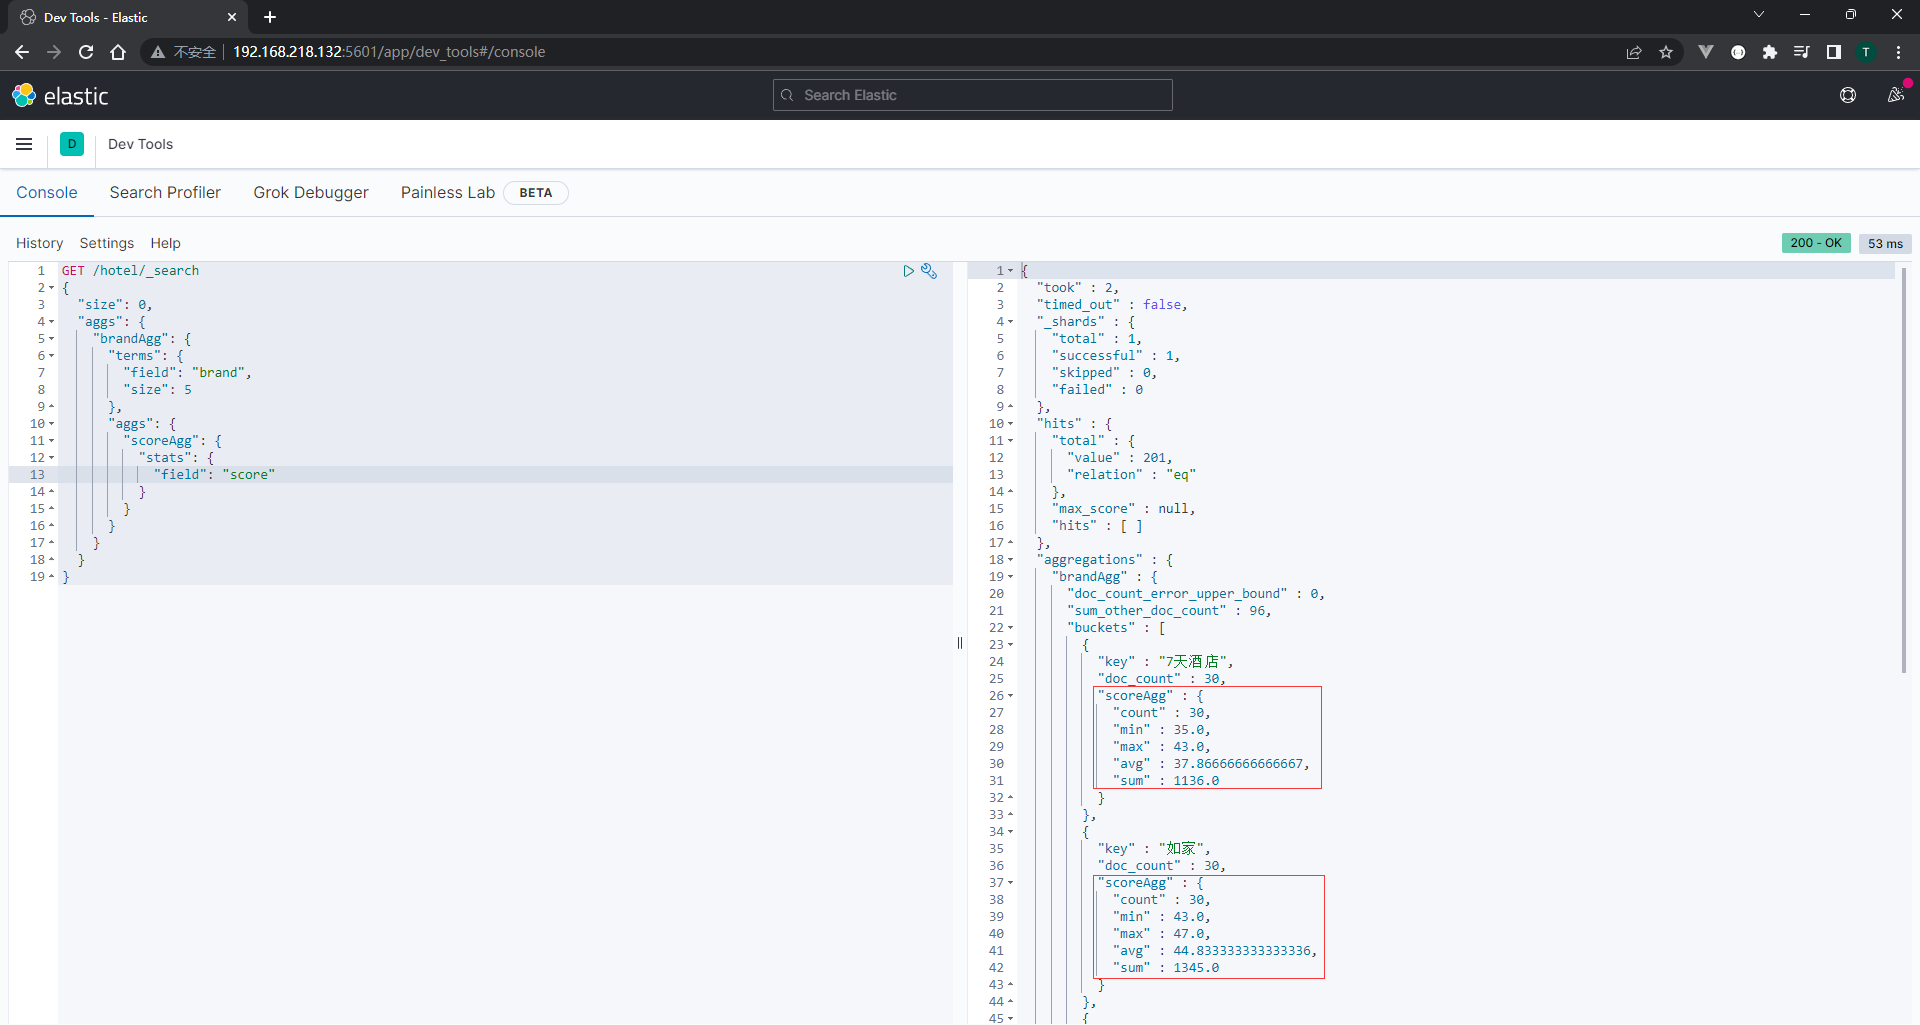 Dev Tools - Elastic
不安全 192.168.218.132:5601/app/dev_tools#/console
T
elastic
Search Elastic
D
Dev Tools
Console
Search Profiler
Grok Debugger
Painless Lab
BETA
History
Settings
Help
200 - OK
53 ms
1 GET /hotel/_search
2 {
3 "size": 0,
4 "aggs": {
5 "brandAgg": {
6 "terms": {
7 "field": "brand",
8 "size": 5
9 },
10 "aggs": {
11 "scoreAgg": {
12 "stats": {
13 "field": "score"
14 }
15 }
16 }
17 }
18 }
19 }
1 {
2 "took" : 2,
3 "timed_out" : false,
4 "_shards" : {
5 "total" : 1,
6 "successful" : 1,
7 "skipped" : 0,
8 "failed" : 0
9 },
10 "hits" : {
11 "total" : {
12 "value" : 201,
13 "relation" : "eq"
14 },
15 "max_score" : null,
16 "hits" : [ ]
17 },
18 "aggregations" : {
19 "brandAgg" : {
20 "doc_count_error_upper_bound" : 0,
21 "sum_other_doc_count" : 96,
22 "buckets" : [
23 {
24 "key" : "7天酒店",
25 "doc_count" : 30,
26 "scoreAgg" : {
27 "count" : 30,
28 "min" : 35.0,
29 "max" : 43.0,
30 "avg" : 37.86666666666667,
31 "sum" : 1136.0
32 }
33 },
34 {
35 "key" : "如家",
36 "doc_count" : 30,
37 "scoreAgg" : {
38 "count" : 30,
39 "min" : 43.0,
40 "max" : 47.0,
41 "avg" : 44.833333333333336,
42 "sum" : 1345.0
43 }
44 },
45 {